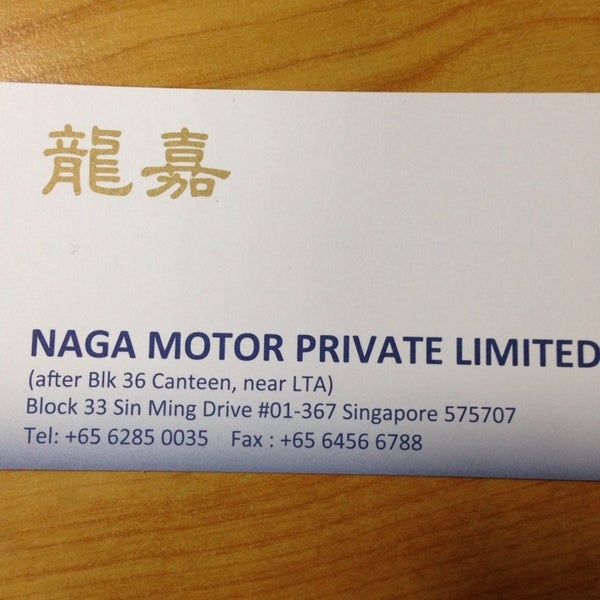 龍嘉
NAGA MOTOR PRIVATE LIMITED
(after Blk 36 Canteen, near LTA)
Block 33 Sin Ming Drive #01-367 Singapore 575707
Tel: +65 6285 0035 Fax : +65 6456 6788